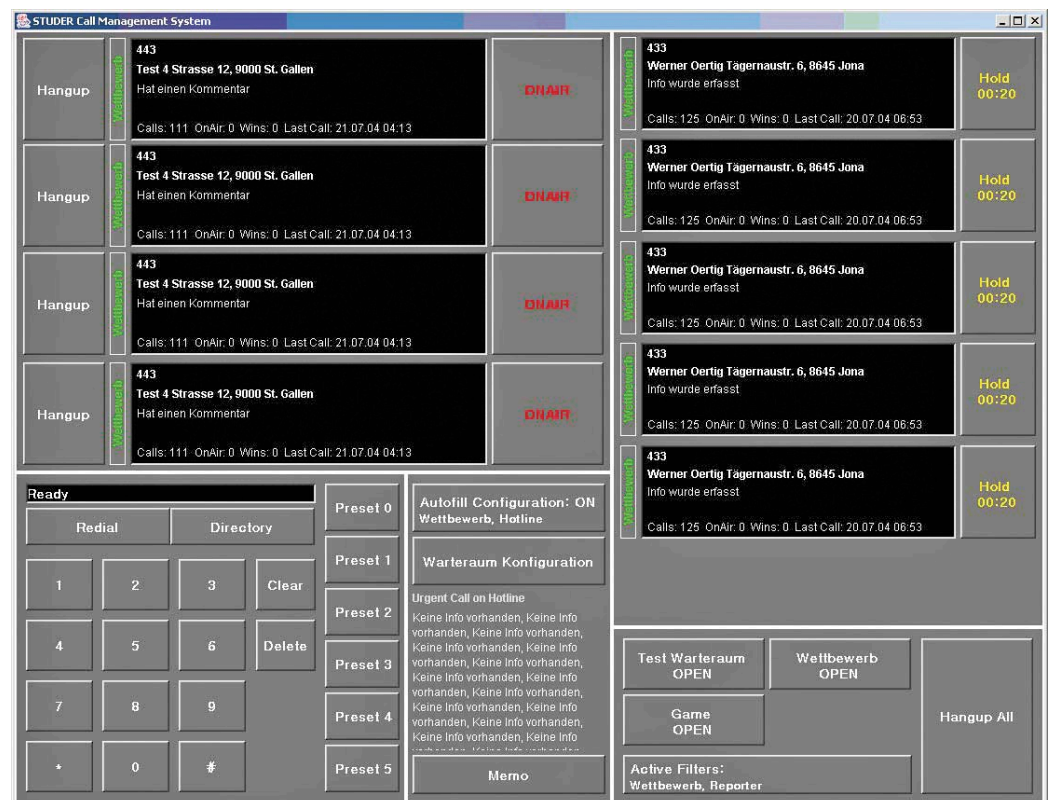 STUDER Call Management System
Hangup
Wettbewerb
443
Test 4 Strasse 12, 9000 St. Gallen
Hat einen Kommentar
Calls: 111 OnAir: 0 Wins: 0 Last Call: 21.07.04 04:13
ONAIR
Hangup
Wettbewerb
443
Test 4 Strasse 12, 9000 St. Gallen
Hat einen Kommentar
Calls: 111 OnAir: 0 Wins: 0 Last Call: 21.07.04 04:13
ONAIR
Hangup
Wettbewerb
443
Test 4 Strasse 12, 9000 St. Gallen
Hat einen Kommentar
Calls: 111 OnAir: 0 Wins: 0 Last Call: 21.07.04 04:13
ONAIR
Hangup
Wettbewerb
443
Test 4 Strasse 12, 9000 St. Gallen
Hat einen Kommentar
Calls: 111 OnAir: 0 Wins: 0 Last Call: 21.07.04 04:13
ONAIR
Wettbewerb
433
Werner Oertig Tägernaustr. 6, 8645 Jona
Info wurde erfasst
Calls: 125 OnAir: 0 Wins: 0 Last Call: 20.07.04 06:53
Hold
00:20
Wettbewerb
433
Werner Oertig Tägernaustr. 6, 8645 Jona
Info wurde erfasst
Calls: 125 OnAir: 0 Wins: 0 Last Call: 20.07.04 06:53
Hold
00:20
Wettbewerb
433
Werner Oertig Tägernaustr. 6, 8645 Jona
Info wurde erfasst
Calls: 125 OnAir: 0 Wins: 0 Last Call: 20.07.04 06:53
Hold
00:20
Wettbewerb
433
Werner Oertig Tägernaustr. 6, 8645 Jona
Info wurde erfasst
Calls: 125 OnAir: 0 Wins: 0 Last Call: 20.07.04 06:53
Hold
00:20
Wettbewerb
433
Werner Oertig Tägernaustr. 6, 8645 Jona
Info wurde erfasst
Calls: 125 OnAir: 0 Wins: 0 Last Call: 20.07.04 06:53
Hold
00:20
Ready
Redial Directory
1 2 3 Clear
4 5 6 Delete
7 8 9
* 0 #
Preset 0
Preset 1
Preset 2
Preset 3
Preset 4
Preset 5
Autofill Configuration: ON
Wettbewerb, Hotline
Warteraum Konfiguration
Urgent Call on Hotline
Keine Info vorhanden, Keine Info
vorhanden, Keine Info vorhanden,
Keine Info vorhanden, Keine Info
vorhanden, Keine Info vorhanden,
Keine Info vorhanden, Keine Info
vorhanden, Keine Info vorhanden,
Keine Info vorhanden, Keine Info
vorhanden, Keine Info vorhanden,
Keine Info vorhanden, Keine Info
vorhanden, Keine Info vorhanden,
Memo
Test Warteraum
OPEN
Wettbewerb
OPEN
Game
OPEN
Active Filters:
Wettbewerb, Reporter
Hangup All